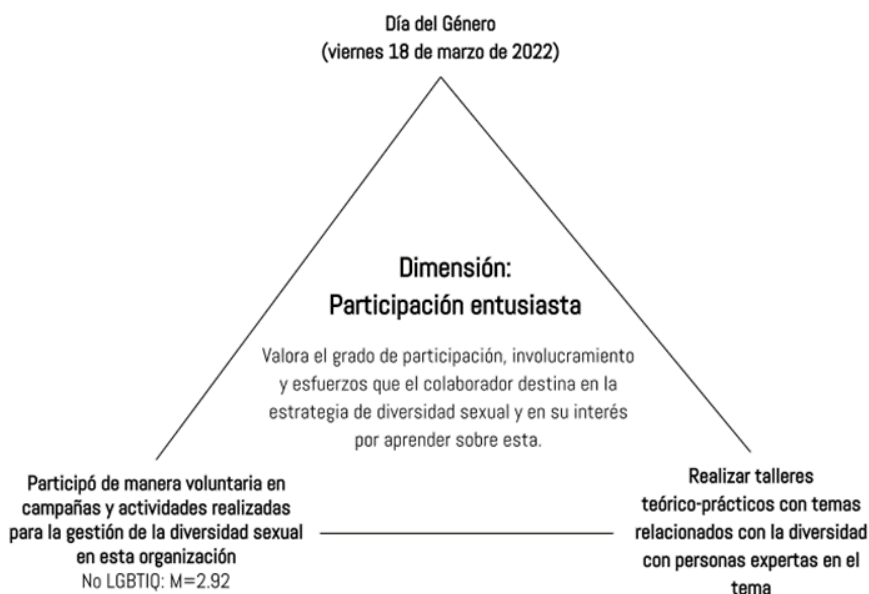 Día del Género
(viernes 18 de marzo de 2022)
Dimensión:
Participación entusiasta
Valora el grado de participación, involucramiento
y esfuerzos que el colaborador destina en la
estrategia de diversidad sexual y en su interés
por aprender sobre esta.
Participó de manera voluntaria en
campañas y actividades realizadas
para la gestión de la diversidad sexual
en esta organización
No LGBTIQ: M=2.92
Realizar talleres
teórico-prácticos con temas
relacionados con la diversidad
con personas expertas en el
tema